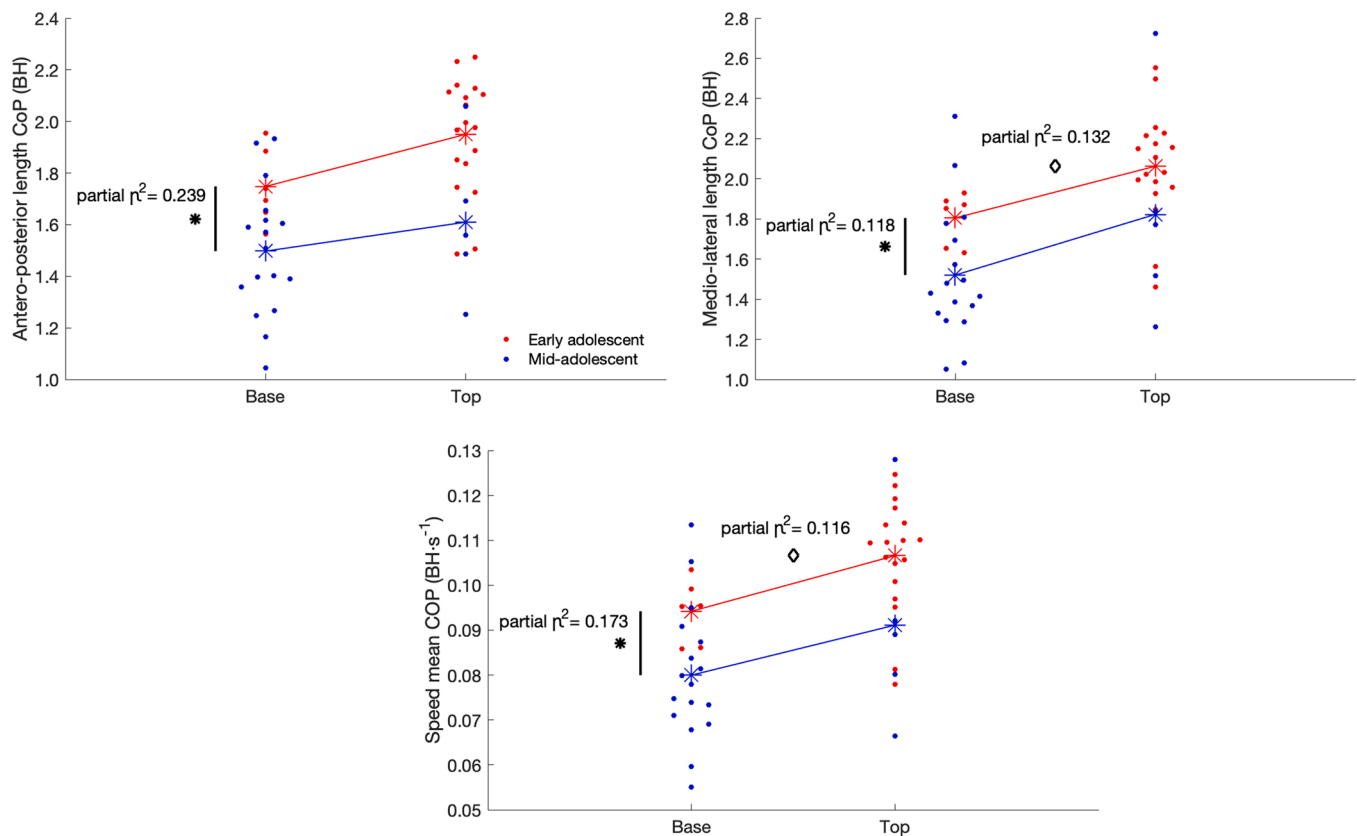 2.4
2.2
2.0
1.8
1.6
1.4
1.2
1.0
Antero-posterior length CoP (BH)
partial η²= 0.239
Early adolescent
Mid-adolescent
Base
Top
2.8
2.6
2.4
2.2
2.0
1.8
1.6
1.4
1.2
1.0
Medio-lateral length CoP (BH)
partial η²= 0.132
partial η²= 0.118
Base
Top
0.13
0.12
0.11
0.10
0.09
0.08
0.07
0.06
0.05
Speed mean COP (BH·s⁻¹)
partial η²= 0.116
partial η²= 0.173
Base
Top